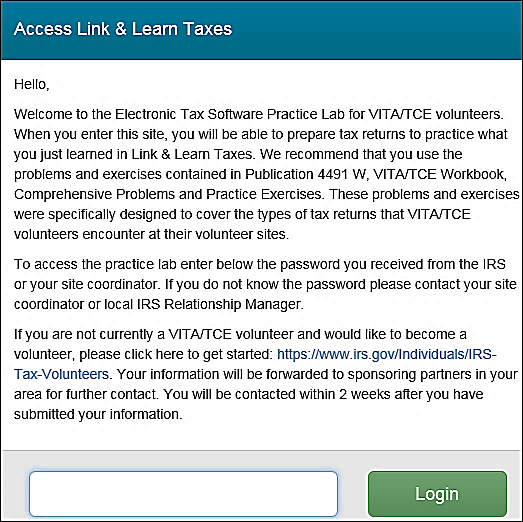 Access Link & Learn Taxes
Hello,
Welcome to the Electronic Tax Software Practice Lab for VITA/TCE volunteers.
When you enter this site, you will be able to prepare tax returns to practice what
you just learned in Link & Learn Taxes. We recommend that you use the
problems and exercises contained in Publication 4491 W, VITA/TCE Workbook,
Comprehensive Problems and Practice Exercises. These problems and exercises
were specifically designed to cover the types of tax returns that VITA/TCE
volunteers encounter at their volunteer sites.
To access the practice lab enter below the password you received from the IRS
or your site coordinator. If you do not know the password please contact your site
coordinator or local IRS Relationship Manager.
If you are not currently a VITA/TCE volunteer and would like to become a
volunteer, please click here to get started: https://www.irs.gov/Individuals/IRS-
Tax-Volunteers. Your information will be forwarded to sponsoring partners in your
area for further contact. You will be contacted within 2 weeks after you have
submitted your information.
Login